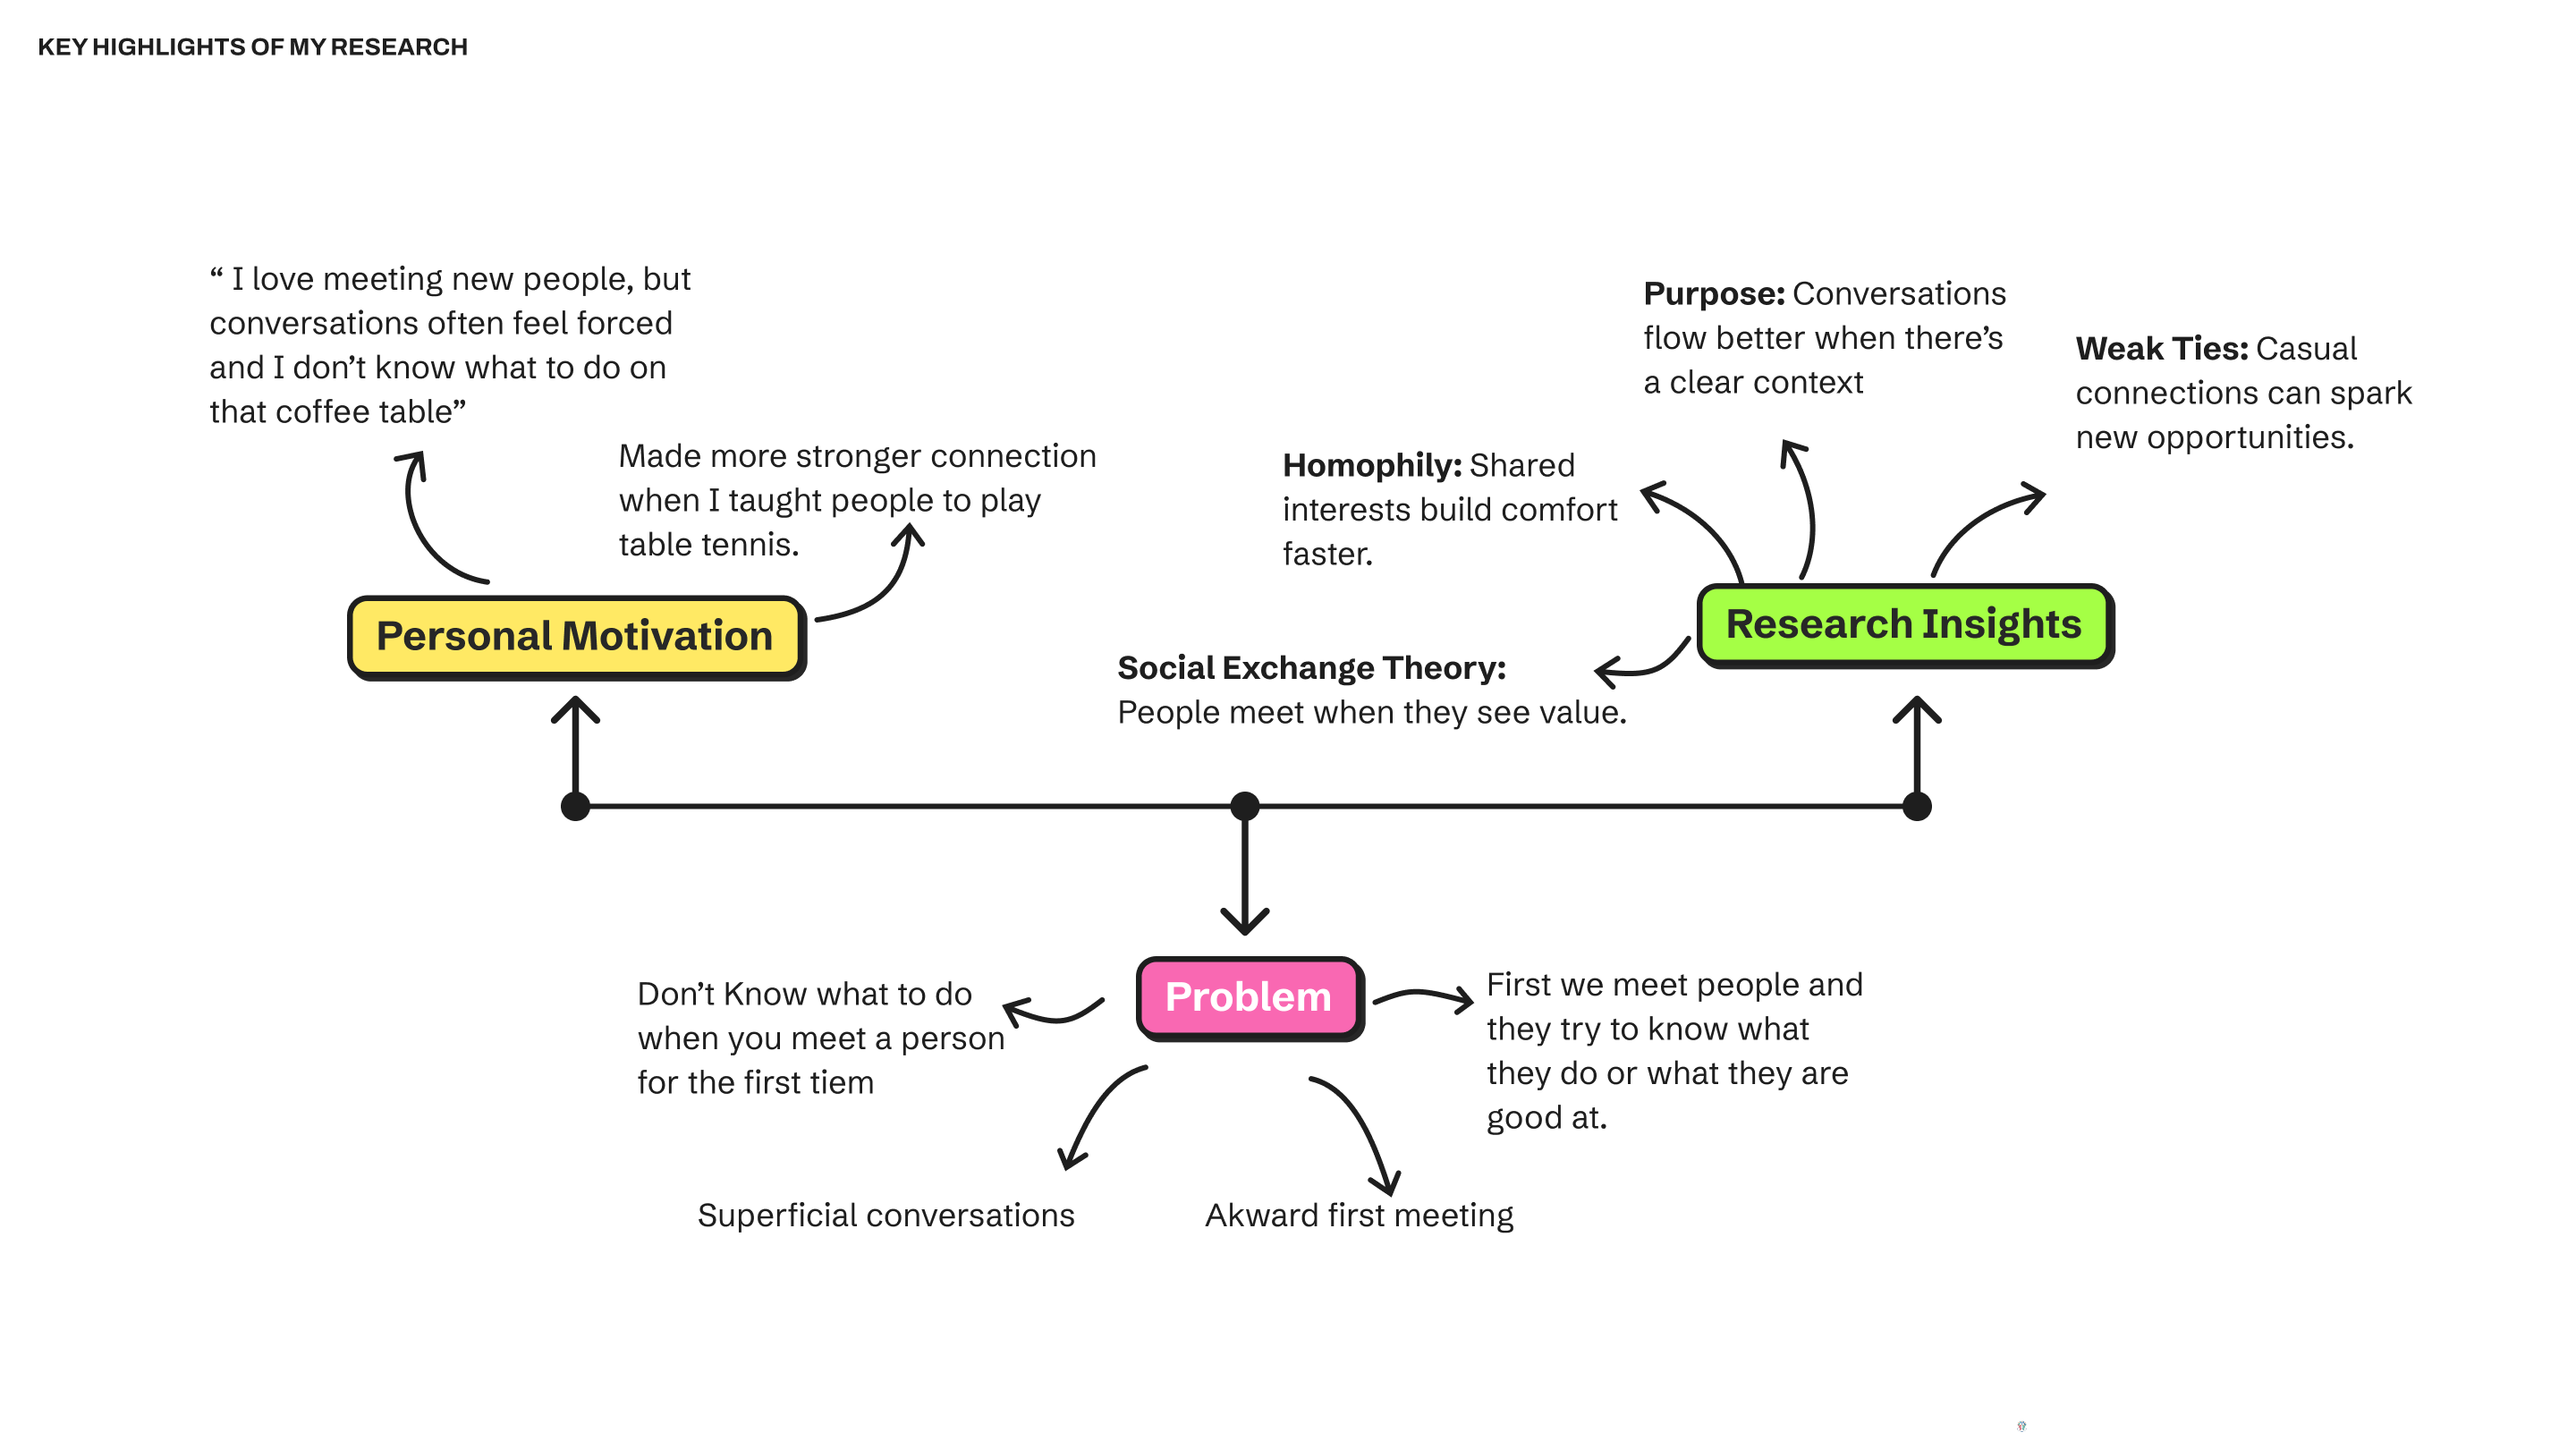 KEY HIGHLIGHTS OF MY RESEARCH
“ I love meeting new people, but
conversations often feel forced
and I don’t know what to do on
that coffee table”
Made more stronger connection
when I taught people to play
table tennis.
Personal Motivation
Purpose: Conversations
flow better when there’s
a clear context
Weak Ties: Casual
connections can spark
new opportunities.
Homophily: Shared
interests build comfort
faster.
Research Insights
Social Exchange Theory:
People meet when they see value.
Problem
Don’t Know what to do
when you meet a person
for the first tiem
First we meet people and
they try to know what
they do or what they are
good at.
Superficial conversations
Akward first meeting